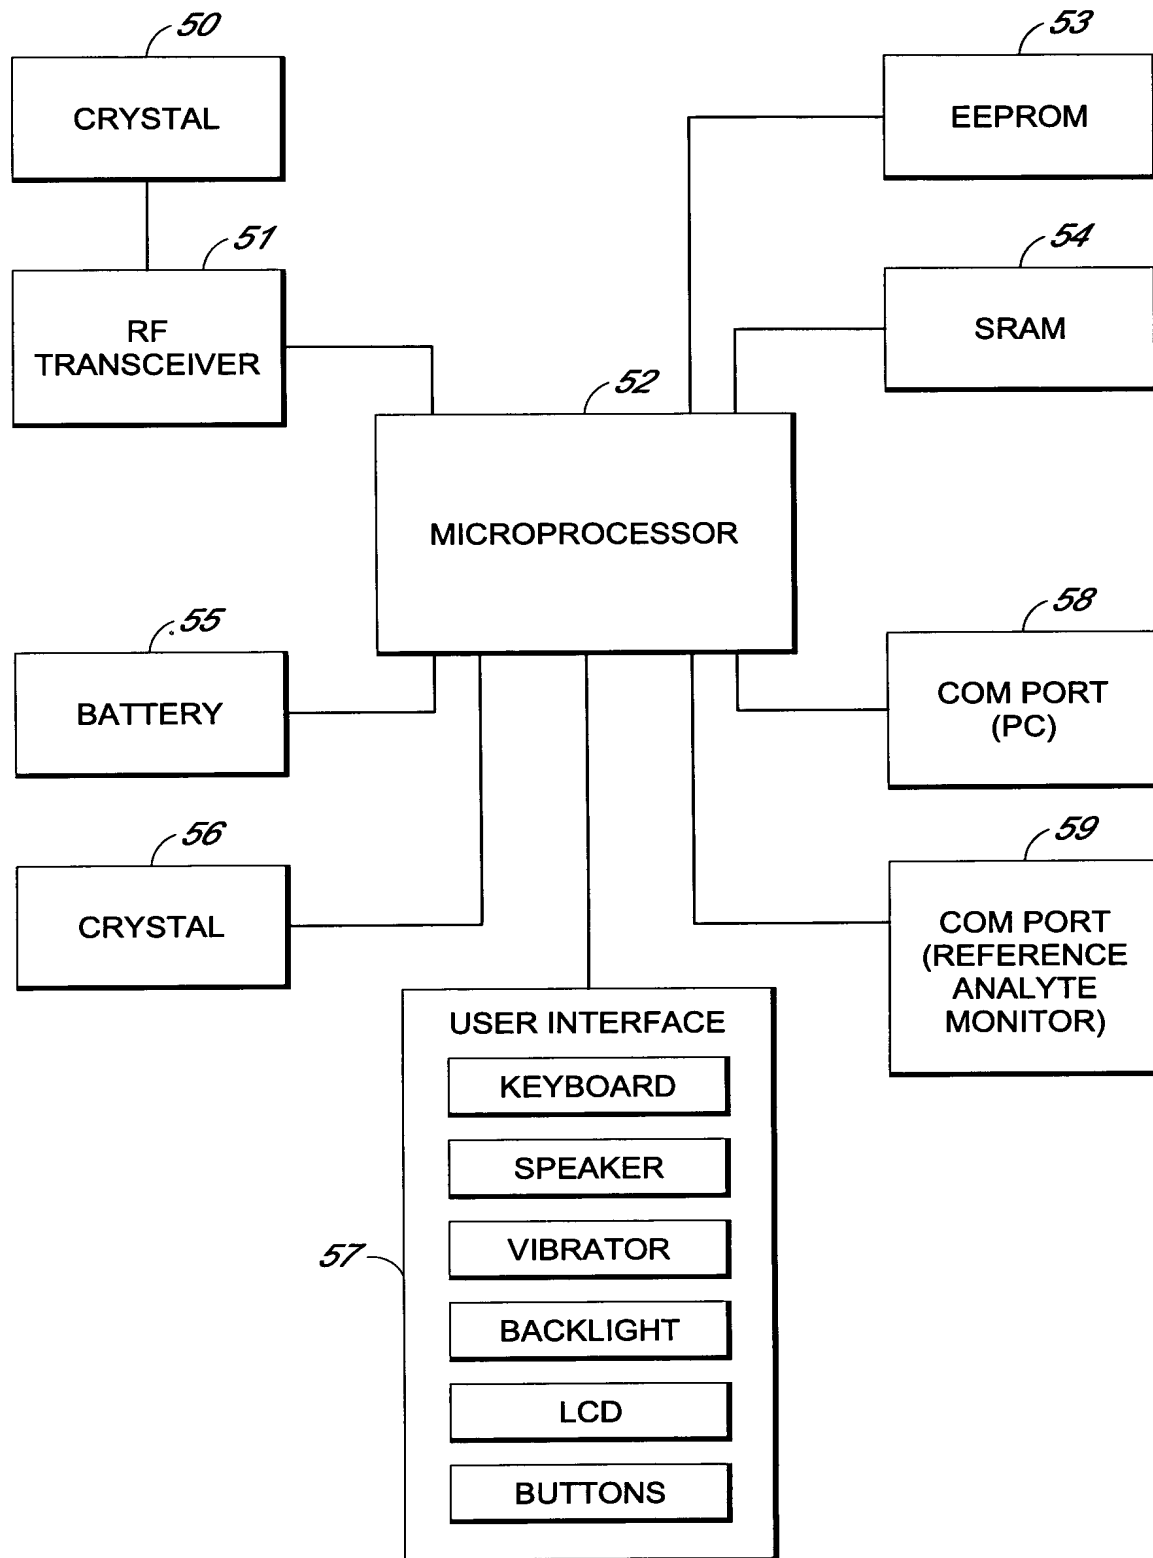 50
CRYSTAL
51
RF
TRANSCEIVER
53
EEPROM
54
SRAM
52
MICROPROCESSOR
55
BATTERY
56
CRYSTAL
58
COM PORT
(PC)
59
COM PORT
(REFERENCE
ANALYTE
MONITOR)
57
USER INTERFACE
KEYBOARD
SPEAKER
VIBRATOR
BACKLIGHT
LCD
BUTTONS